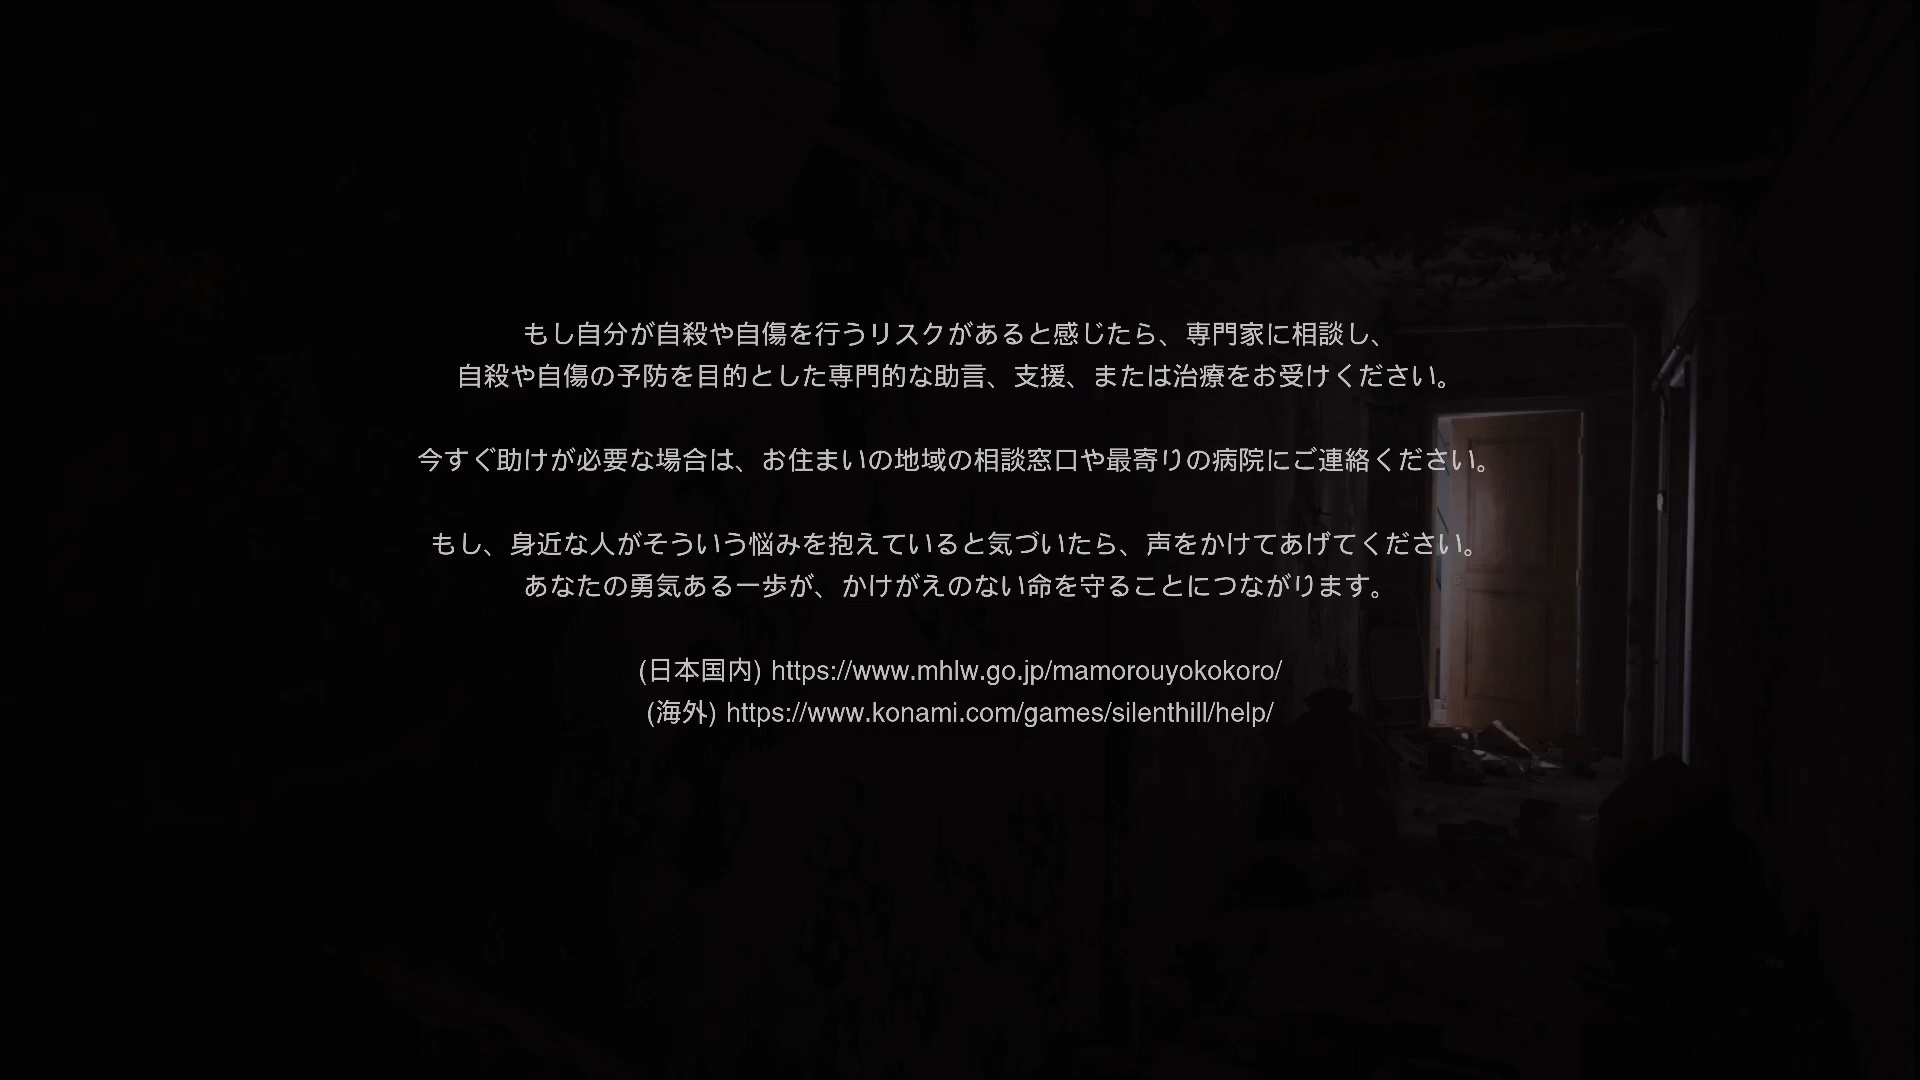 もし自分が自殺や自傷を行うリスクがあると感じたら、専門家に相談し、
自殺や自傷の予防を目的とした専門的な助言、支援、または治療をお受けください。
今すぐ助けが必要な場合は、お住まいの地域の相談窓口や最寄りの病院にご連絡ください。
もし、身近な人がそういう悩みを抱えていると気づいたら、声をかけてあげてください。
あなたの勇気ある一歩が、かけがえのない命を守ることにつながります。
(日本国内) https://www.mhlw.go.jp/mamorouyokokoro/
(海外) https://www.konami.com/games/silenthill/help/